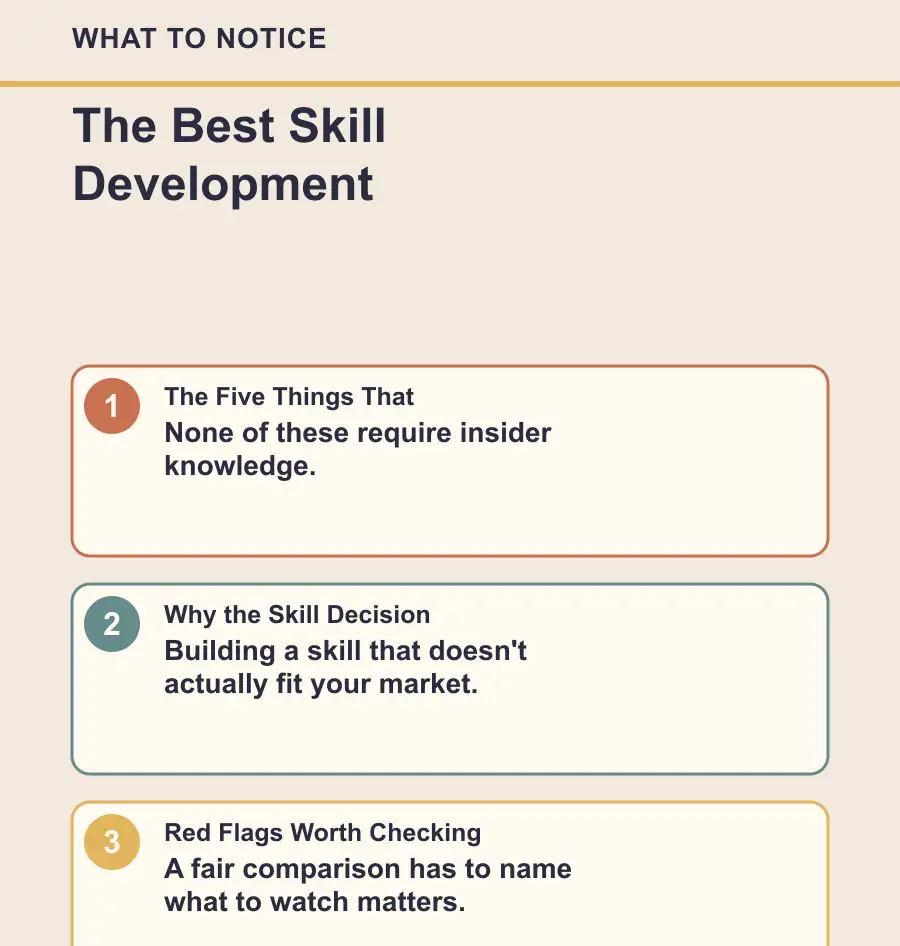 WHAT TO NOTICE
The Best Skill
Development
1
The Five Things That
None of these require insider
knowledge.
2
Why the Skill Decision
Building a skill that doesn't
actually fit your market.
3
Red Flags Worth Checking
A fair comparison has to name
what to watch matters.